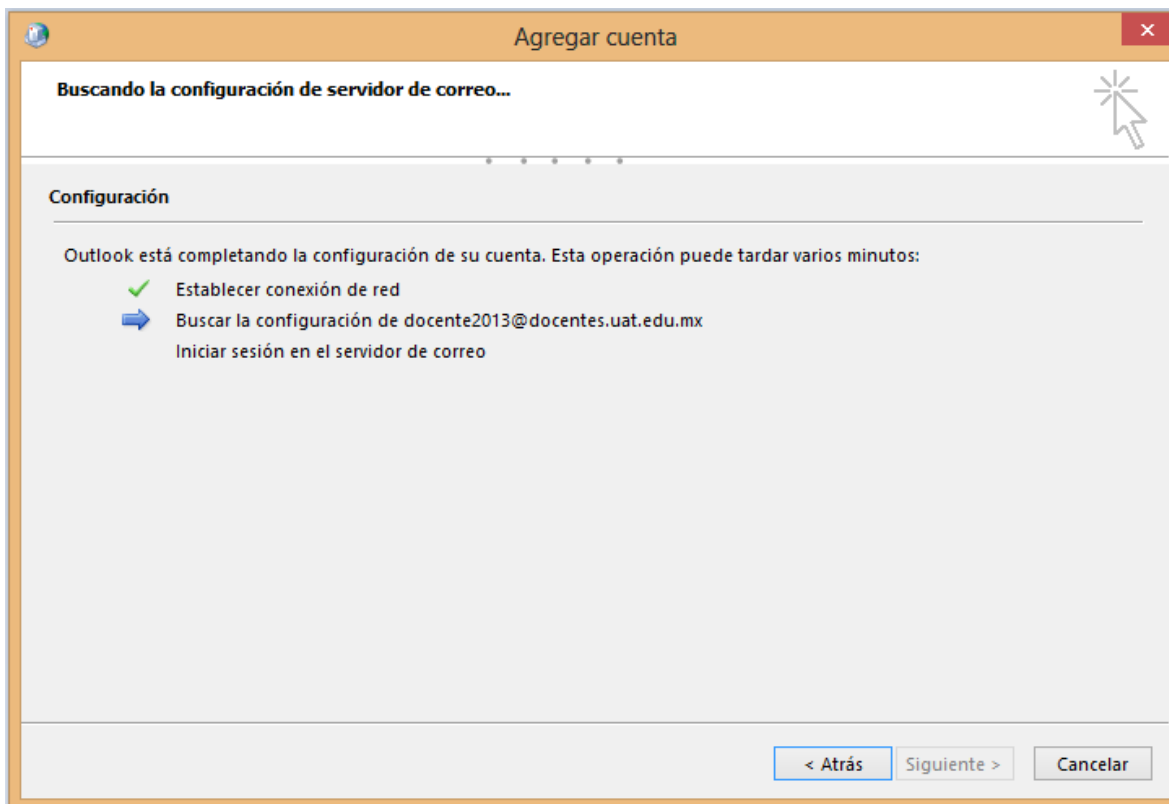 Agregar cuenta
Buscando la configuración de servidor de correo...
Configuración
Outlook está completando la configuración de su cuenta. Esta operación puede tardar varios minutos:
Establecer conexión de red
Buscar la configuración de docente2013@docentes.uat.edu.mx
Iniciar sesión en el servidor de correo
< Atrás
Siguiente >
Cancelar